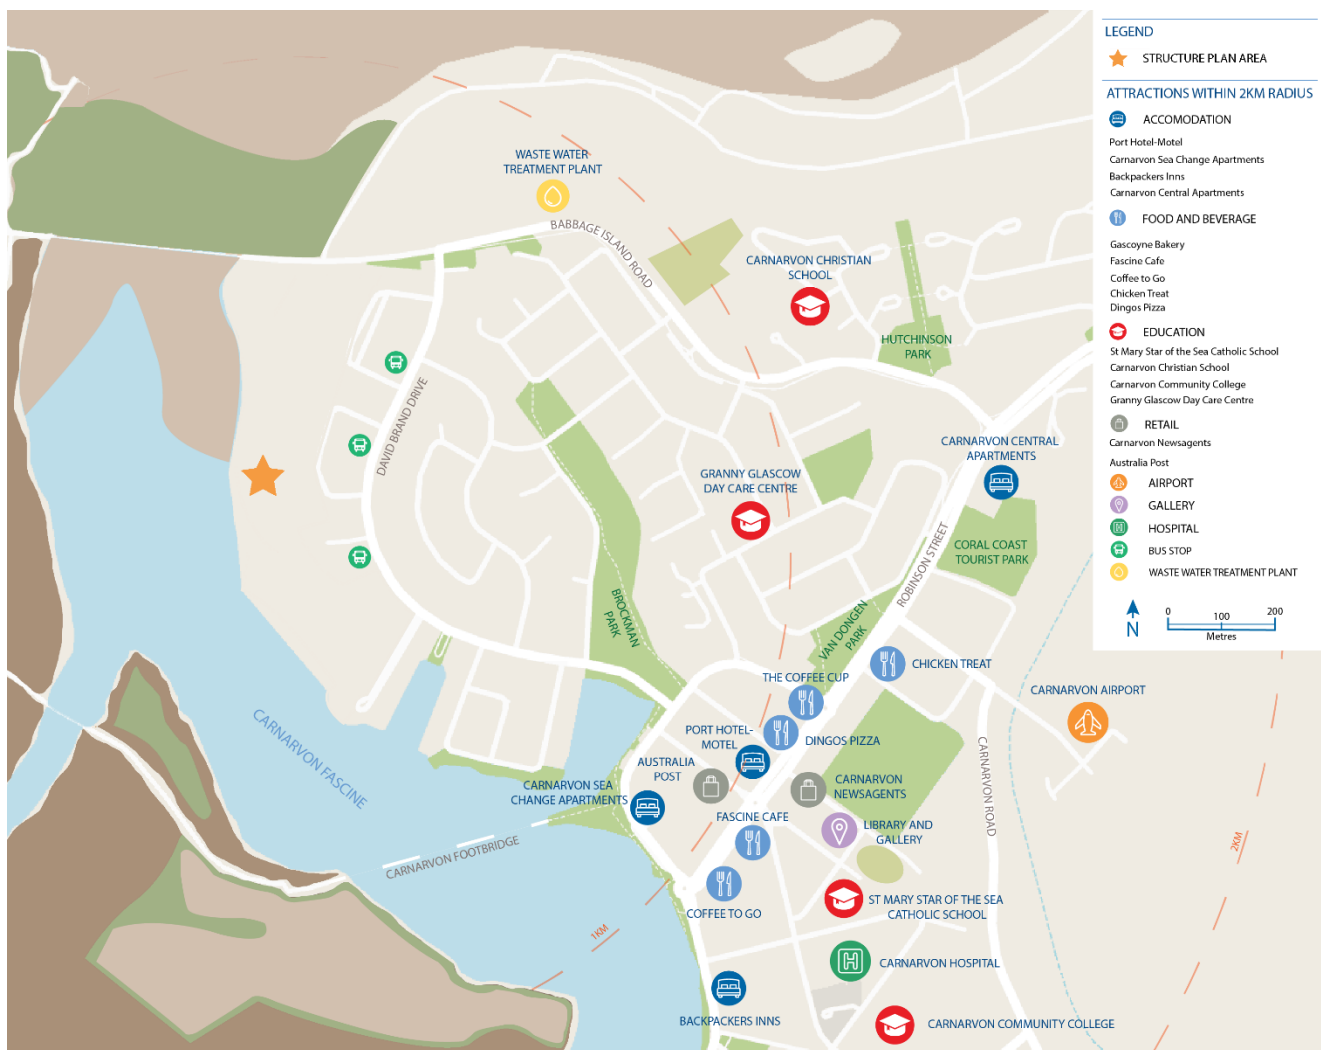 WASTE WATER
TREATMENT PLANT
BABBAGE ISLAND ROAD
CARNARVON CHRISTIAN
SCHOOL
HUTCHINSON
PARK
DAVID BRAND DRIVE
CARNARVON CENTRAL
APARTMENTS
GRANNY GLASCOW
DAY CARE CENTRE
ROBINSON STREET
CORAL COAST
TOURIST PARK
BROCKMAN
PARK
VAN DONGEN
PARK
CHICKEN TREAT
THE COFFEE CUP
CARNARVON AIRPORT
PORT HOTEL-
MOTEL
DINGOS PIZZA
CARNARVON FASCINE
AUSTRALIA
POST
CARNARVON ROAD
CARNARVON SEA
CHANGE APARTMENTS
CARNARVON
NEWSAGENTS
FASCINE CAFE
LIBRARY AND
GALLERY
CARNARVON FOOTBRIDGE
2KM
COFFEE TO GO
ST MARY STAR OF THE SEA
CATHOLIC SCHOOL
1KM
H
CARNARVON HOSPITAL
BACKPACKERS INNS
CARNARVON COMMUNITY COLLEGE
LEGEND
STRUCTURE PLAN AREA
ATTRACTIONS WITHIN 2KM RADIUS
ACCOMODATION
Port Hotel-Motel
Carnarvon Sea Change Apartments
Backpackers Inns
Carnarvon Central Apartments
FOOD AND BEVERAGE
Gascoyne Bakery
Fascine Cafe
Coffee to Go
Chicken Treat
Dingos Pizza
EDUCATION
St Mary Star of the Sea Catholic School
Carnarvon Christian School
Carnarvon Community College
Granny Glascow Day Care Centre
RETAIL
Carnarvon Newsagents
Australia Post
AIRPORT
GALLERY
H HOSPITAL
BUS STOP
WASTE WATER TREATMENT PLANT
N
0 100 200
Metres